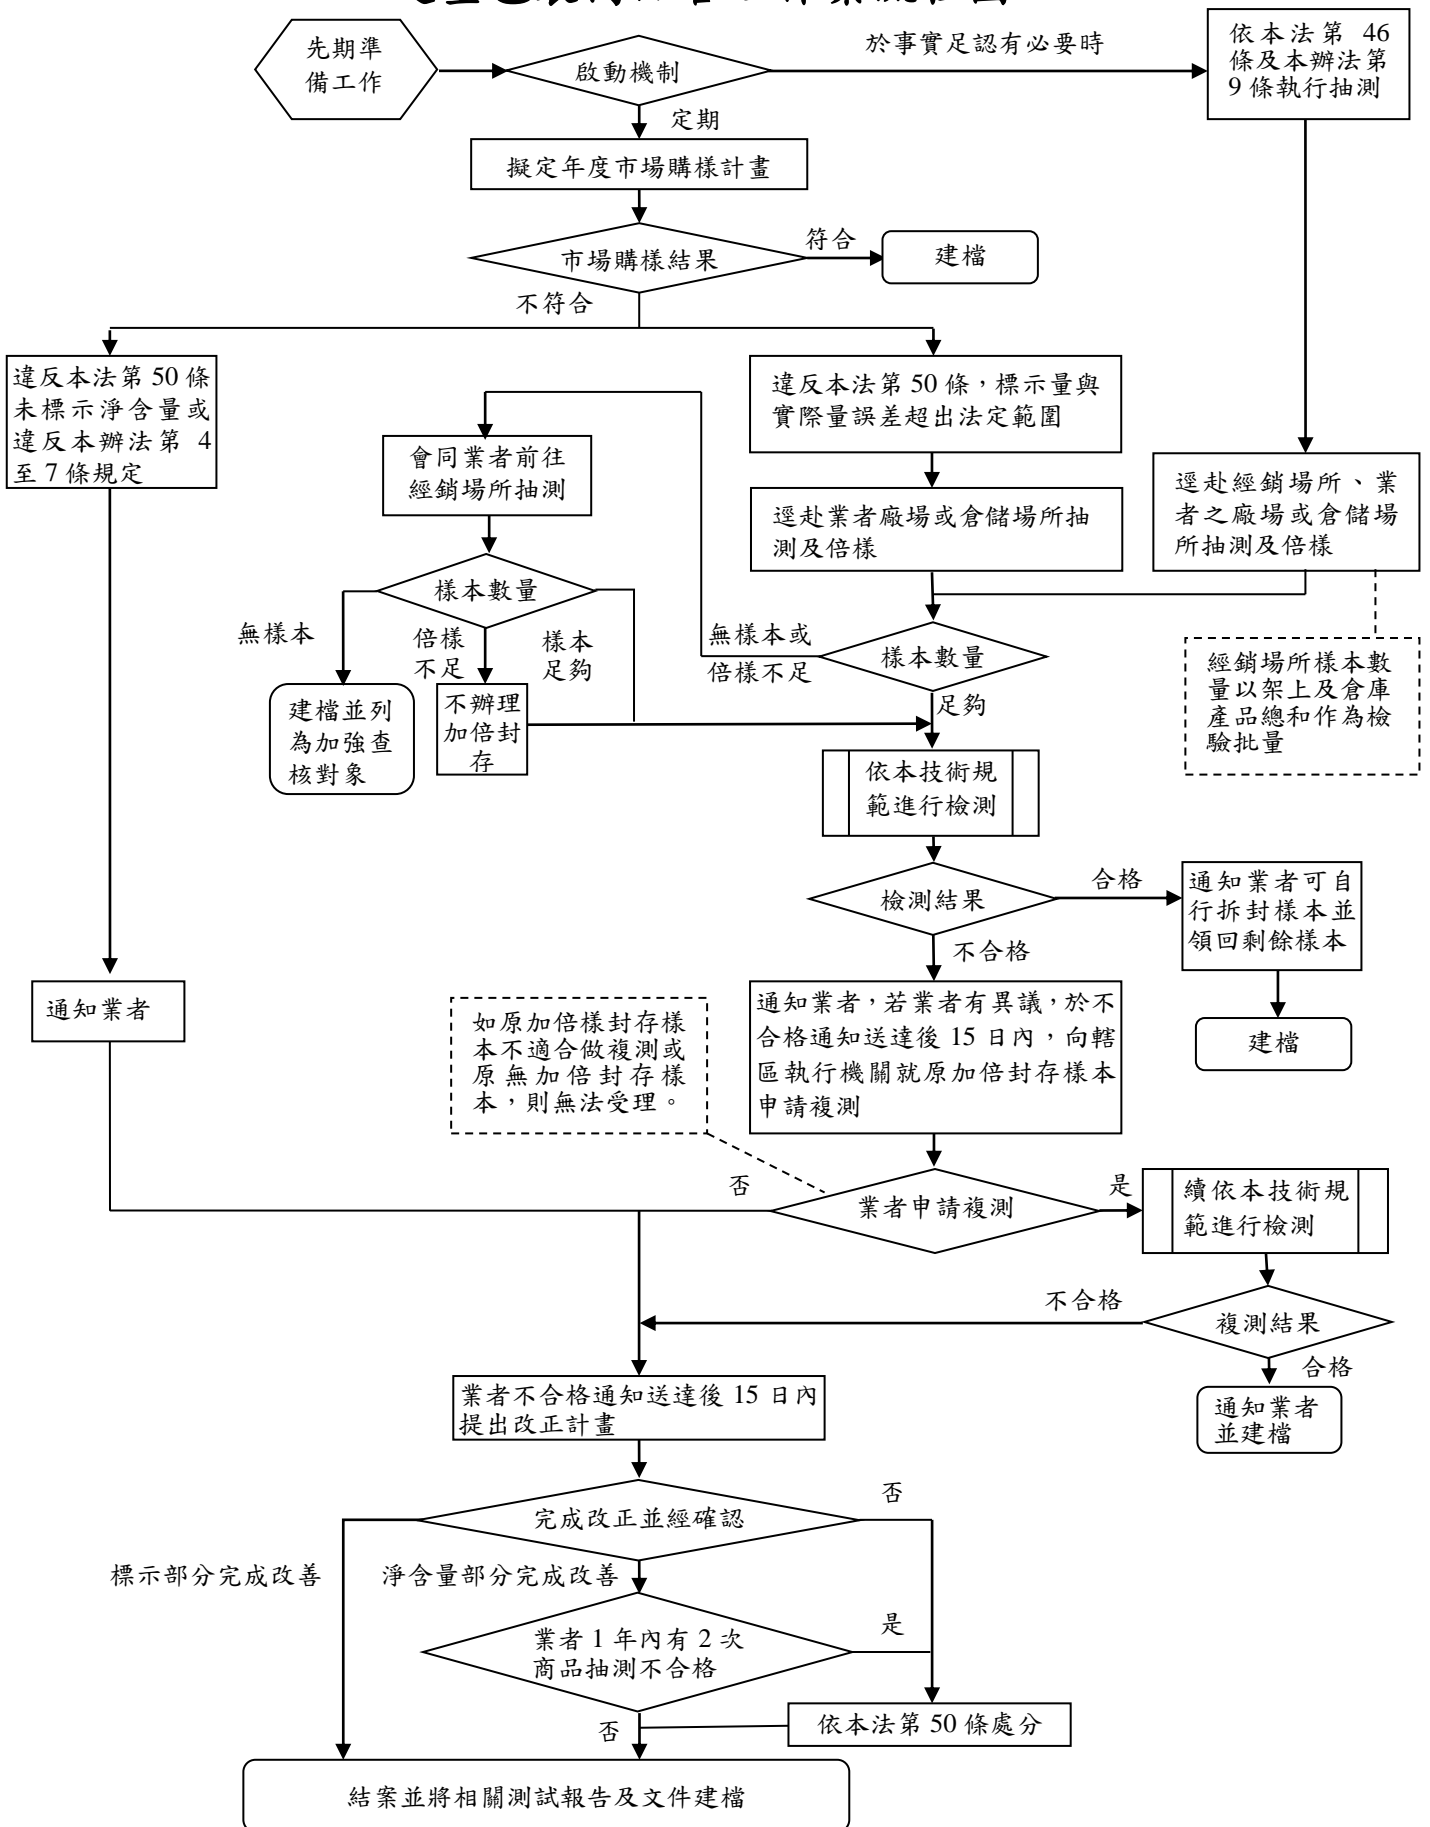 先期準
備工作
啟動機制
於事實足認有必要時
依本法第 46
條及本辦法第
9 條執行抽測
定期
擬定年度市場購樣計畫
市場購樣結果
符合
建檔
不符合
違反本法第 50 條
未標示淨含量或
違反本辦法第 4
至 7 條規定
會同業者前往
經銷場所抽測
違反本法第 50 條，標示量與
實際量誤差超出法定範圍
逕赴業者廠場或倉儲場所抽
測及倍樣
逕赴經銷場所、業
者之廠場或倉儲場
所抽測及倍樣
樣本數量
無樣本
倍樣
不足
樣本
足夠
無樣本或
倍樣不足
樣本數量
足夠
經銷場所樣本數
量以架上及倉庫
產品總和作為檢
驗批量
建檔並列
為加強查
核對象
不辦理
加倍封
存
依本技術規
範進行檢測
檢測結果
合格
通知業者可自
行拆封樣本並
領回剩餘樣本
不合格
建檔
通知業者
如原加倍樣封存樣
本不適合做複測或
原無加倍封存樣
本，則無法受理。
通知業者，若業者有異議，於不
合格通知送達後 15 日內，向轄
區執行機關就原加倍封存樣本
申請複測
否
業者申請複測
是
續依本技術規
範進行檢測
不合格
複測結果
合格
通知業者
並建檔
業者不合格通知送達後 15 日內
提出改正計畫
完成改正並經確認
否
標示部分完成改善
淨含量部分完成改善
業者 1 年內有 2 次
商品抽測不合格
是
否
依本法第 50 條處分
結案並將相關測試報告及文件建檔